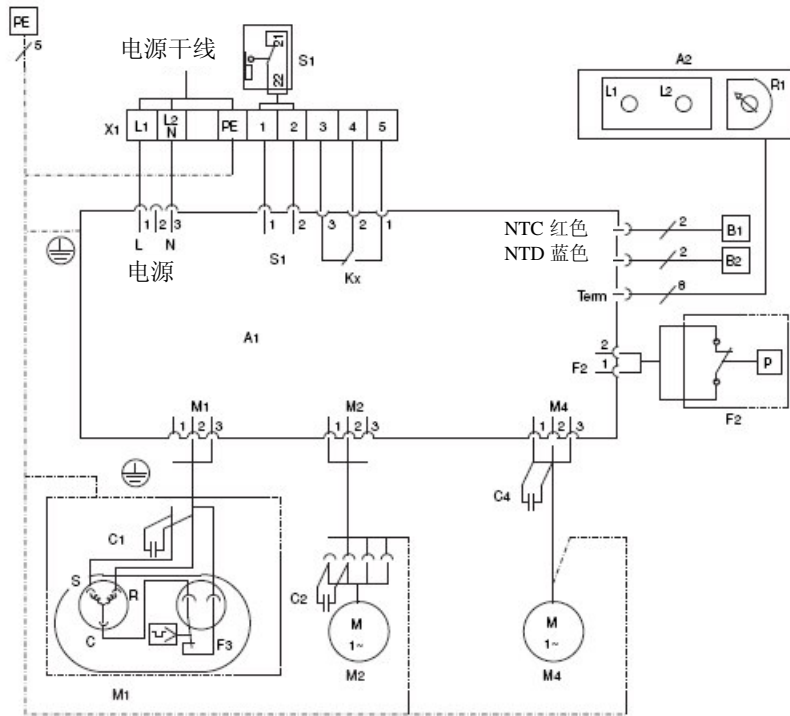 PE
5
电源干线
21
22
S1
A2
L1
L2
R1
X1
L1
L2
N
PE
1
2
3
4
5
1
2
3
L
N
电源
1
2
S1
3
2
1
Kx
NTC 红色
NTD 蓝色
Term
2
B1
2
B2
8
A1
2
1
F2
P
F2
M1
1
2
3
M2
1
2
3
M4
1
2
3
C1
S
R
C
F3
M1
C2
M
1~
M2
C4
M
1~
M4